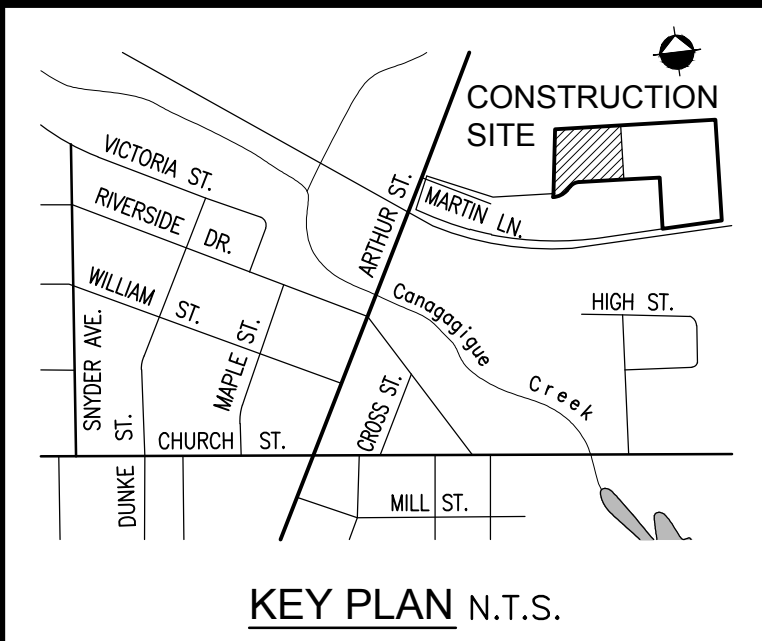 CONSTRUCTION
SITE
VICTORIA ST.
RIVERSIDE DR.
ARTHUR ST.
MARTIN LN.
WILLIAM ST.
Canagagigue Creek
HIGH ST.
SNYDER AVE.
MAPLE ST.
CROSS ST.
DUNKE ST.
CHURCH ST.
MILL ST.
KEY PLAN N.T.S.